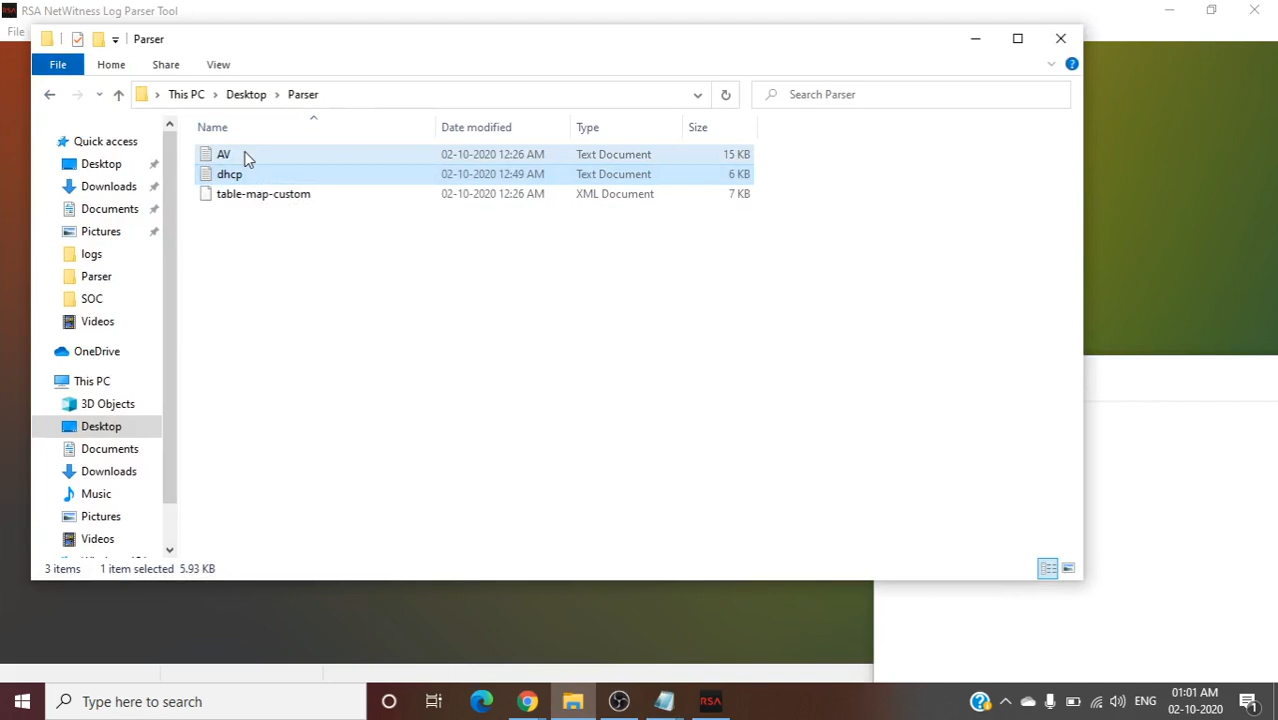 RSA NetWitness Log Parser Tool
File
Parser
File Home Share View
This PC Desktop Parser
Search Parser
Name Date modified Type Size
Quick access
Desktop
Downloads
Documents
Pictures
logs
Parser
SOC
Videos
OneDrive
This PC
3D Objects
Desktop
Documents
Downloads
Music
Pictures
Videos
AV 02-10-2020 12:26 AM Text Document 15 KB
dhcp 02-10-2020 12:49 AM Text Document 6 KB
table-map-custom 02-10-2020 12:26 AM XML Document 7 KB
3 items 1 item selected 5.93 KB
Type here to search
RSA
ENG
01:01 AM
02-10-2020
1